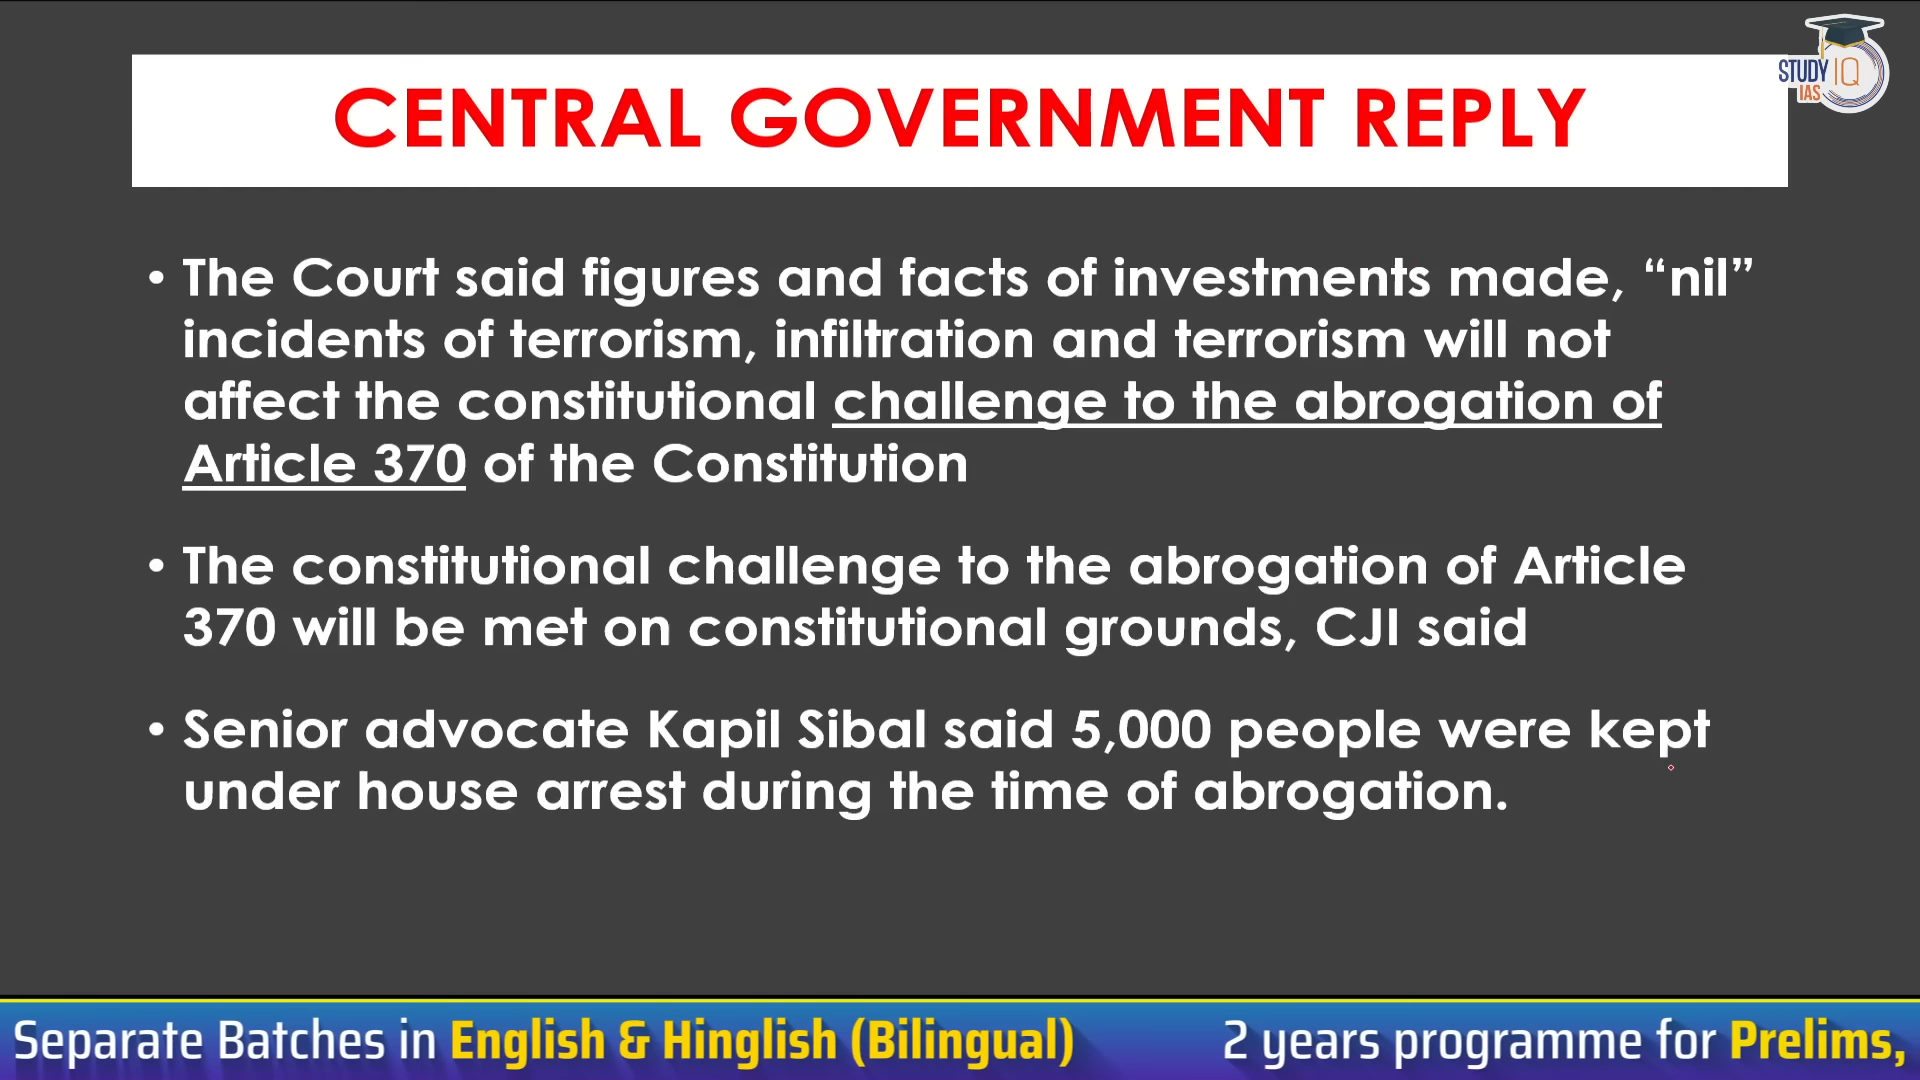 STUDY IQ
IAS
CENTRAL GOVERNMENT REPLY
• The Court said figures and facts of investments made, “nil”
incidents of terrorism, infiltration and terrorism will not
affect the constitutional challenge to the abrogation of
Article 370 of the Constitution
• The constitutional challenge to the abrogation of Article
370 will be met on constitutional grounds, CJI said
• Senior advocate Kapil Sibal said 5,000 people were kept
under house arrest during the time of abrogation.
Separate Batches in English & Hinglish (Bilingual) 2 years programme for Prelims,